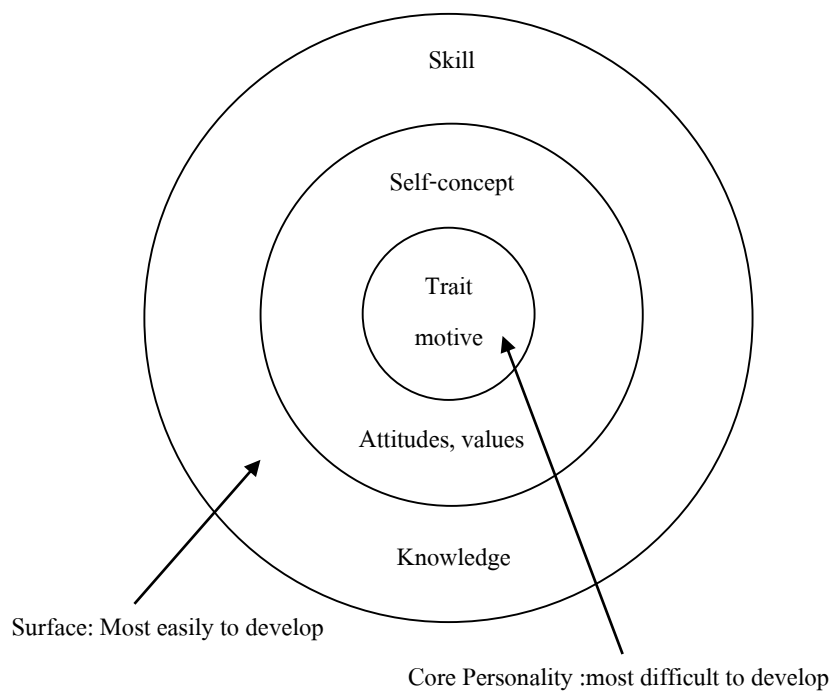 Skill
Self-concept
Trait
motive
Attitudes, values
Knowledge
Surface: Most easily to develop
Core Personality :most difficult to develop